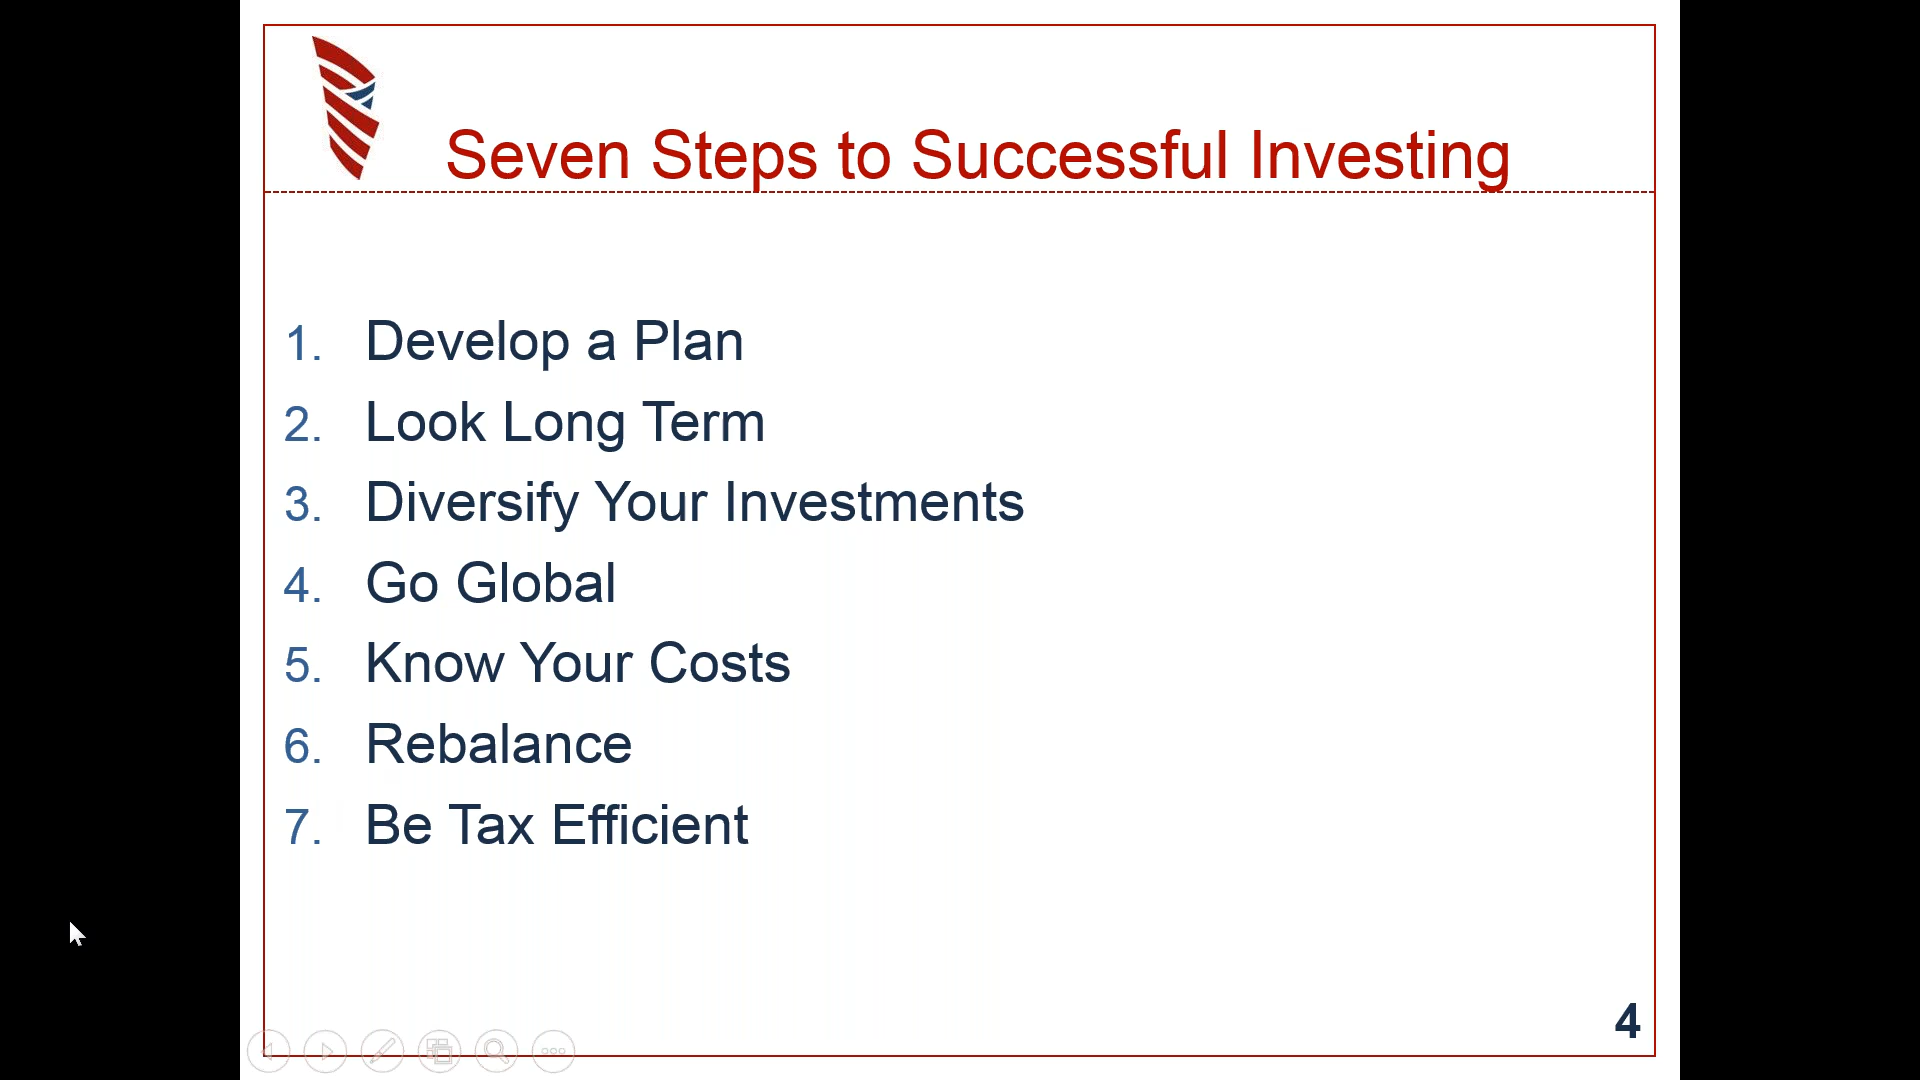 Seven Steps to Successful Investing
1. Develop a Plan
2. Look Long Term
3. Diversify Your Investments
4. Go Global
5. Know Your Costs
6. Rebalance
7. Be Tax Efficient
4